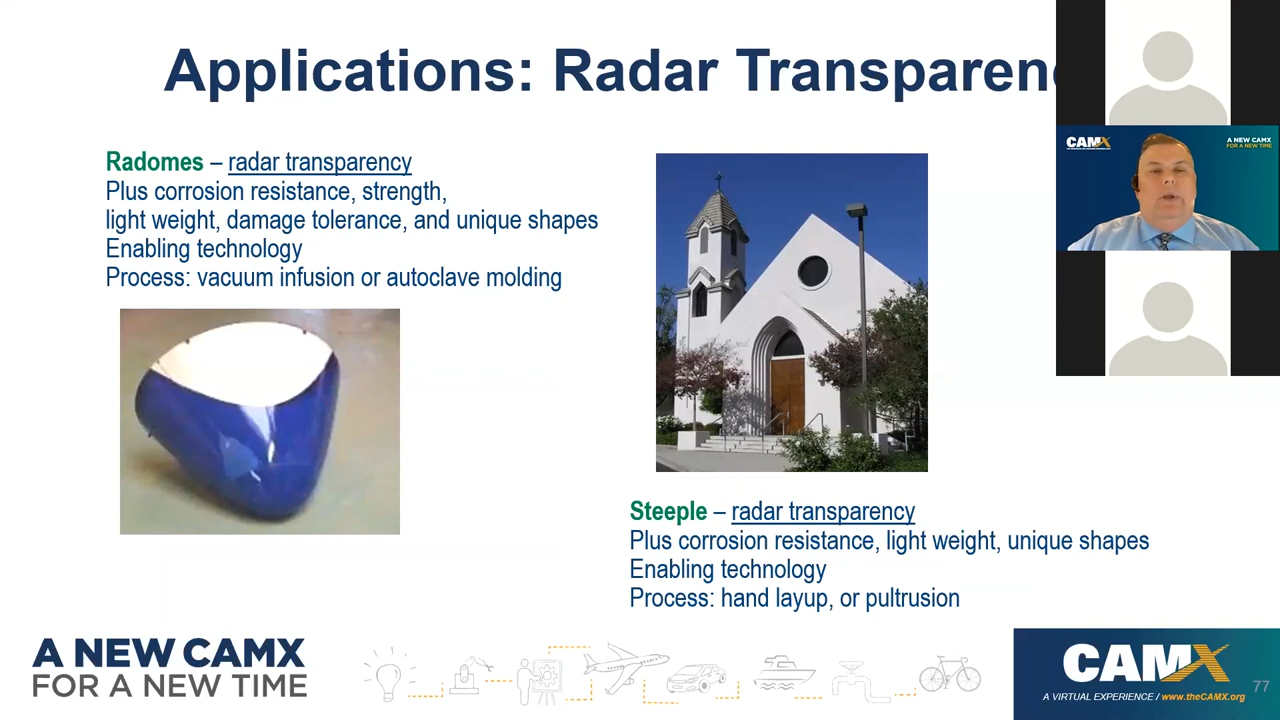 Applications: Radar
Radomes – radar transparency
Plus corrosion resistance, strength,
light weight, damage tolerance, and unique shapes
Enabling technology
Process: vacuum infusion or autoclave molding
CAMX
A NEW CAMX
FOR A NEW TIME
Steeple – radar transparency
Plus corrosion resistance, light weight, unique shapes
Enabling technology
Process: hand layup, or pultrusion
A NEW CAMX
FOR A NEW TIME
CAMX
A VIRTUAL EXPERIENCE / www.theCAMX.org
77